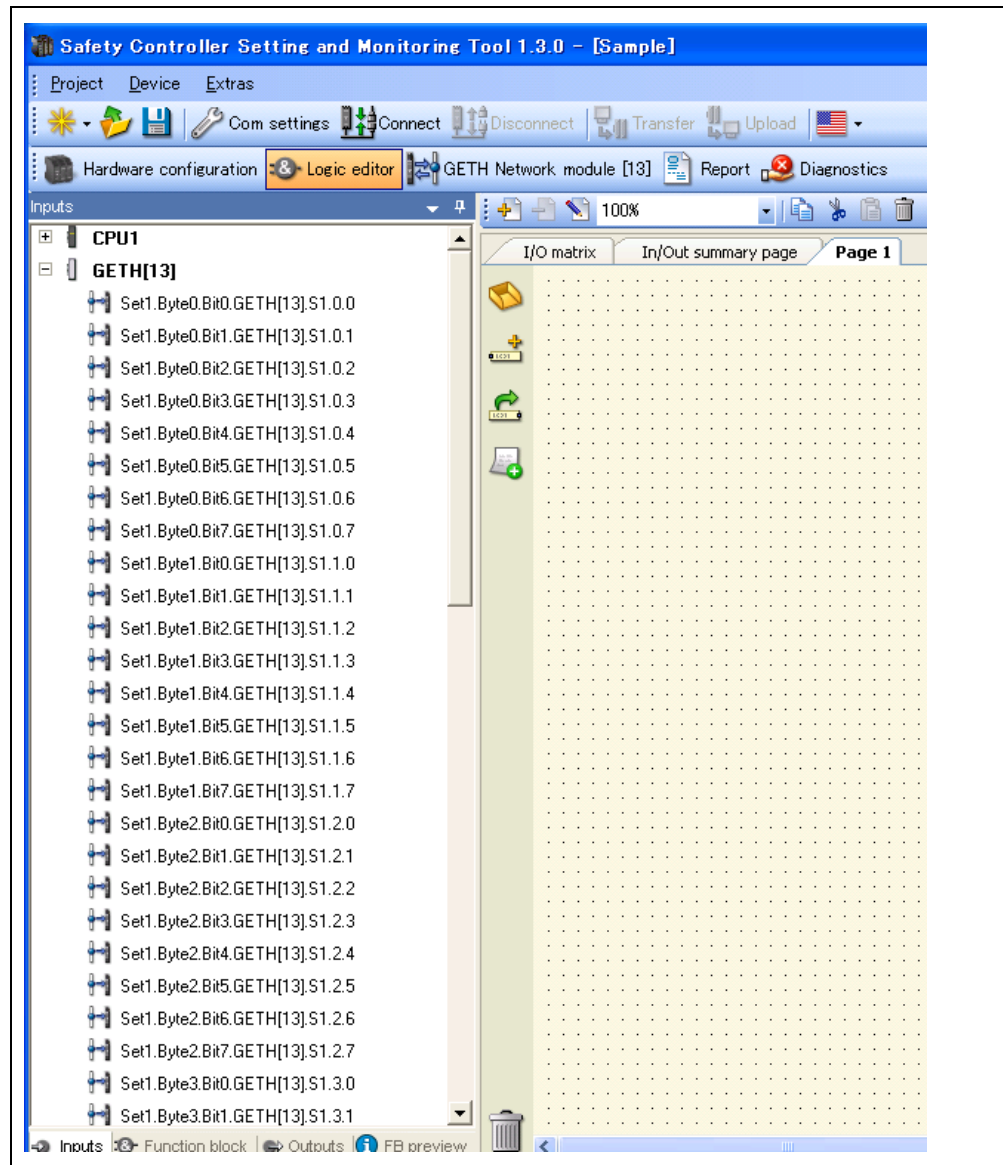 Safety Controller Setting and Monitoring Tool 1.3.0 - [Sample]
Project Device Extras
Com settings Connect Disconnect Transfer Upload
Hardware configuration Logic editor GETH Network module [13] Report Diagnostics
Inputs
100%
CPU1
I/O matrix In/Out summary page Page 1
GETH[13]
Set1.Byte0.Bit0.GETH[13].S1.0.0
Set1.Byte0.Bit1.GETH[13].S1.0.1
Set1.Byte0.Bit2.GETH[13].S1.0.2
Set1.Byte0.Bit3.GETH[13].S1.0.3
Set1.Byte0.Bit4.GETH[13].S1.0.4
Set1.Byte0.Bit5.GETH[13].S1.0.5
Set1.Byte0.Bit6.GETH[13].S1.0.6
Set1.Byte0.Bit7.GETH[13].S1.0.7
Set1.Byte1.Bit0.GETH[13].S1.1.0
Set1.Byte1.Bit1.GETH[13].S1.1.1
Set1.Byte1.Bit2.GETH[13].S1.1.2
Set1.Byte1.Bit3.GETH[13].S1.1.3
Set1.Byte1.Bit4.GETH[13].S1.1.4
Set1.Byte1.Bit5.GETH[13].S1.1.5
Set1.Byte1.Bit6.GETH[13].S1.1.6
Set1.Byte1.Bit7.GETH[13].S1.1.7
Set1.Byte2.Bit0.GETH[13].S1.2.0
Set1.Byte2.Bit1.GETH[13].S1.2.1
Set1.Byte2.Bit2.GETH[13].S1.2.2
Set1.Byte2.Bit3.GETH[13].S1.2.3
Set1.Byte2.Bit4.GETH[13].S1.2.4
Set1.Byte2.Bit5.GETH[13].S1.2.5
Set1.Byte2.Bit6.GETH[13].S1.2.6
Set1.Byte2.Bit7.GETH[13].S1.2.7
Set1.Byte3.Bit0.GETH[13].S1.3.0
Set1.Byte3.Bit1.GETH[13].S1.3.1
Inputs Function block Outputs FB preview